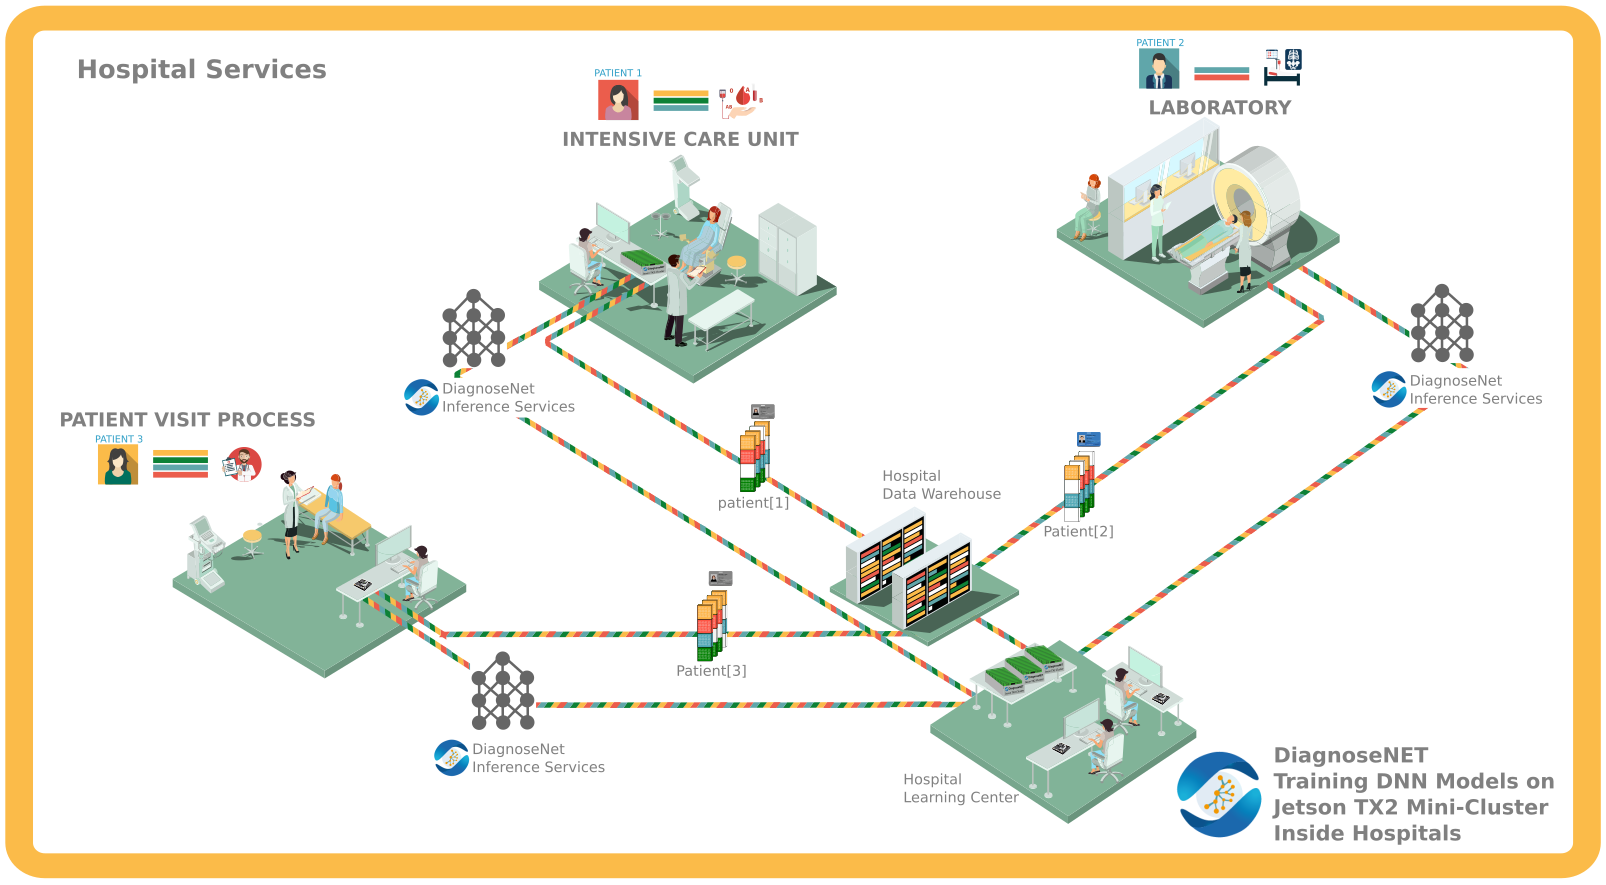 Hospital Services
PATIENT 1
INTENSIVE CARE UNIT
PATIENT 2
LABORATORY
DiagnoseNet
Inference Services
DiagnoseNet
Inference Services
PATIENT VISIT PROCESS
PATIENT 3
patient[1]
Hospital
Data Warehouse
Patient[2]
Patient[3]
DiagnoseNet
Inference Services
Hospital
Learning Center
DiagnoseNET
Training DNN Models on
Jetson TX2 Mini-Cluster
Inside Hospitals